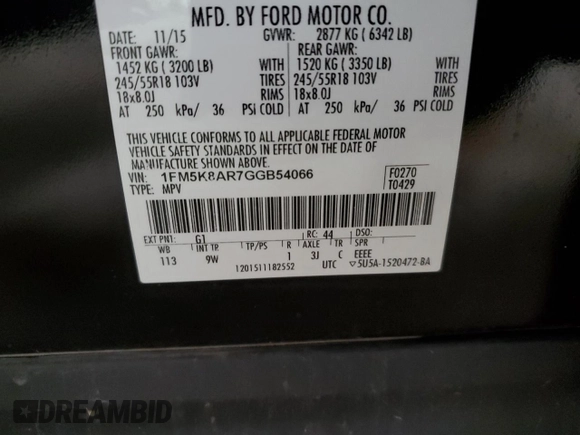 MFD. BY FORD MOTOR CO.
DATE: 11/15 GVWR: 2877 KG ( 6342 LB)
FRONT GAWR: REAR GAWR:
1452 KG ( 3200 LB) WITH 1520 KG ( 3350 LB) WITH
245/55R18 103V TIRES 245/55R18 103V TIRES
18x8.0J RIMS 18x8.0J RIMS
AT 250 kPa/ 36 PSI COLD AT 250 kPa/ 36 PSI COLD
THIS VEHICLE CONFORMS TO ALL APPLICABLE FEDERAL MOTOR
VEHICLE SAFETY STANDARDS IN EFFECT ON THE DATE OF
MANUFACTURE SHOWN ABOVE.
VIN: 1FM5K8AR7GGB54066 F0270
TYPE: MPV T0429
EXT PNT: G1 RC: 44 DSO:
WB INT TR TP/PS R AXLE TR SPR
113 9W 1 3J C EEEE
1201511182552 UTC ▽5U5A-1520472-BA
DREAMBID